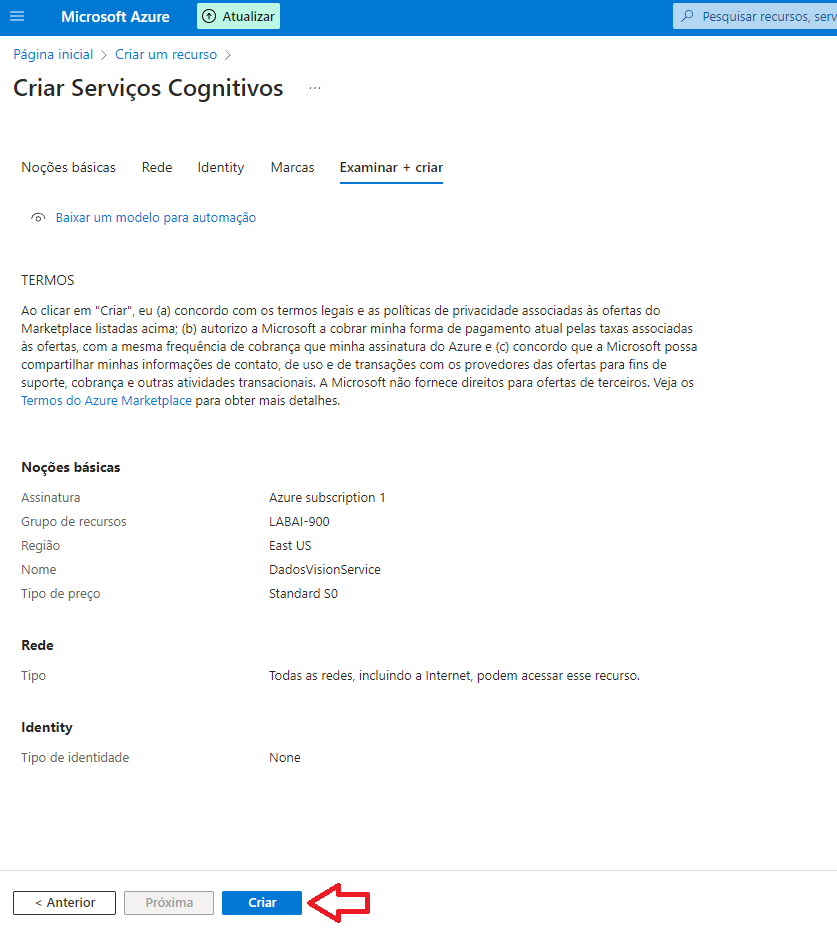 Microsoft Azure
Atualizar
Pesquisar recursos, serv
Página inicial > Criar um recurso >
Criar Serviços Cognitivos ...
Noções básicas Rede Identity Marcas Examinar + criar
Baixar um modelo para automação
TERMOS
Ao clicar em "Criar", eu (a) concordo com os termos legais e as políticas de privacidade associadas às ofertas do
Marketplace listadas acima; (b) autorizo a Microsoft a cobrar minha forma de pagamento atual pelas taxas associadas
às ofertas, com a mesma frequência de cobrança que minha assinatura do Azure e (c) concordo que a Microsoft possa
compartilhar minhas informações de contato, de uso e de transações com os provedores das ofertas para fins de
suporte, cobrança e outras atividades transacionais. A Microsoft não fornece direitos para ofertas de terceiros. Veja os
Termos do Azure Marketplace para obter mais detalhes.
Noções básicas
Assinatura Azure subscription 1
Grupo de recursos LABAI-900
Região East US
Nome DadosVisionService
Tipo de preço Standard S0
Rede
Tipo Todas as redes, incluindo a Internet, podem acessar esse recurso.
Identity
Tipo de identidade None
< Anterior Próxima Criar